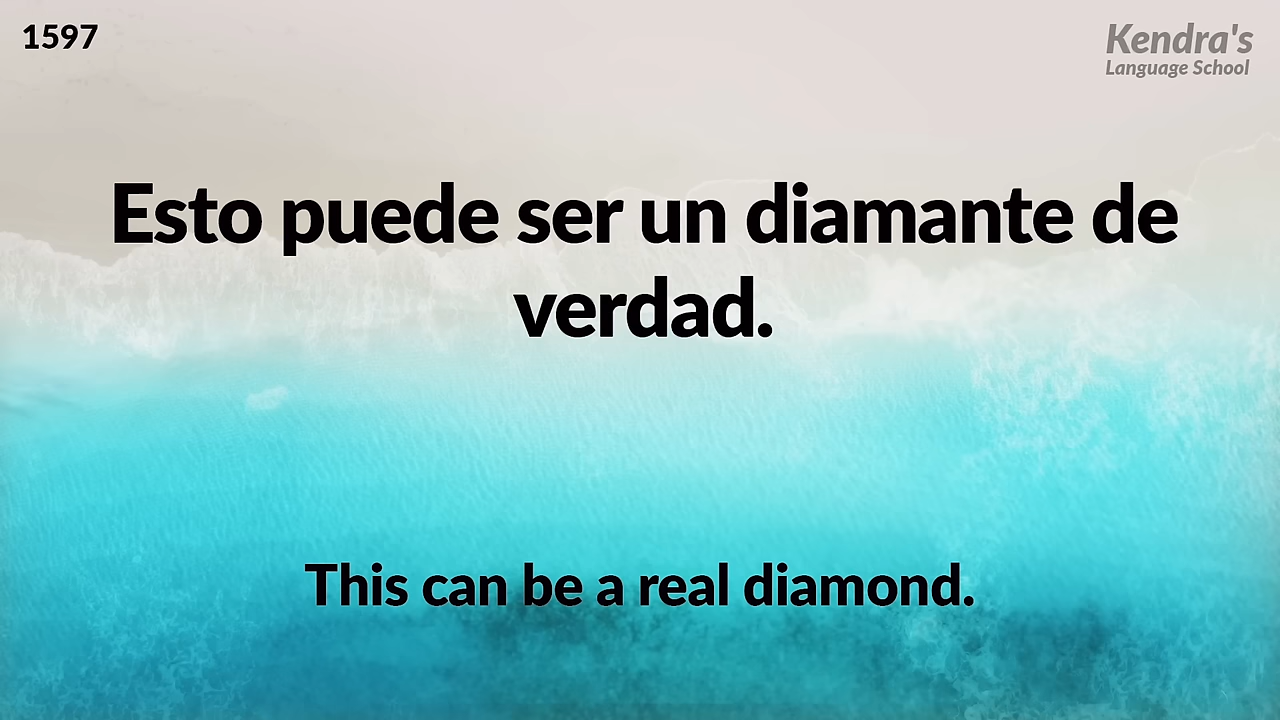 1597
Kendra's
Language School
Esto puede ser un diamante de
verdad.
This can be a real diamond.